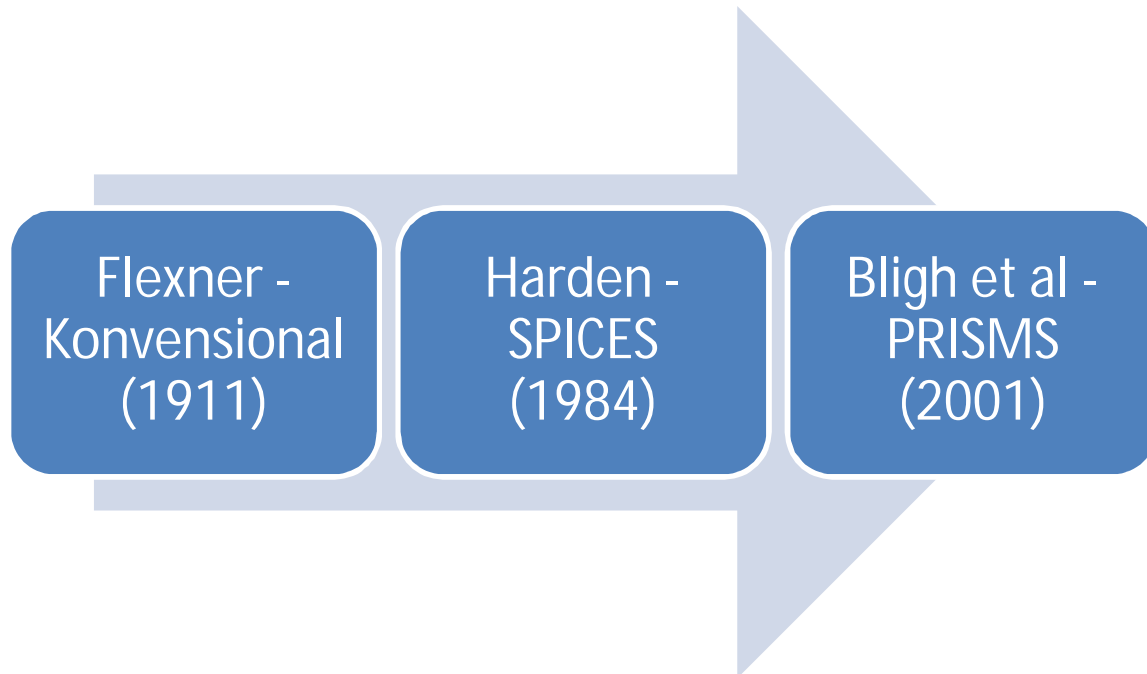 Flexner -
Konvensional
(1911)
Harden -
SPICES
(1984)
Bligh et al -
PRISMS
(2001)